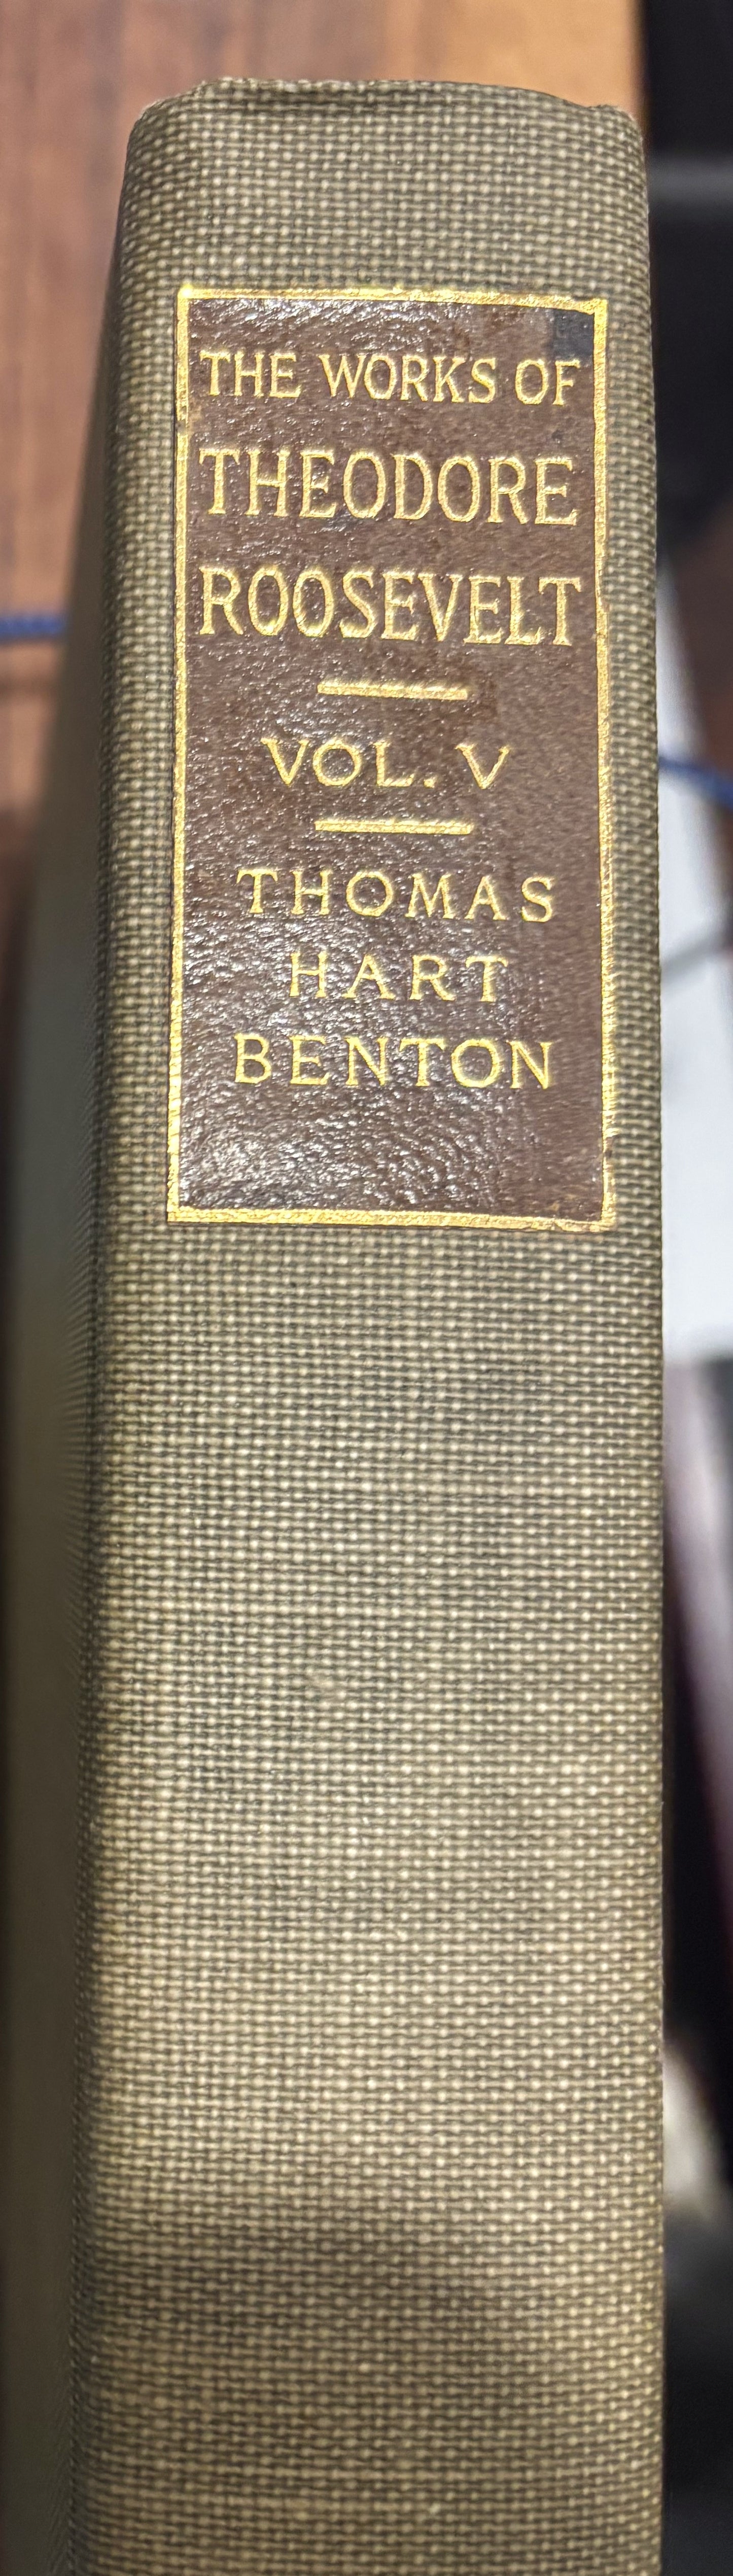 THE WORKS OF
THEODORE
ROOSEVELT
VOL. V
THOMAS
HART
BENTON